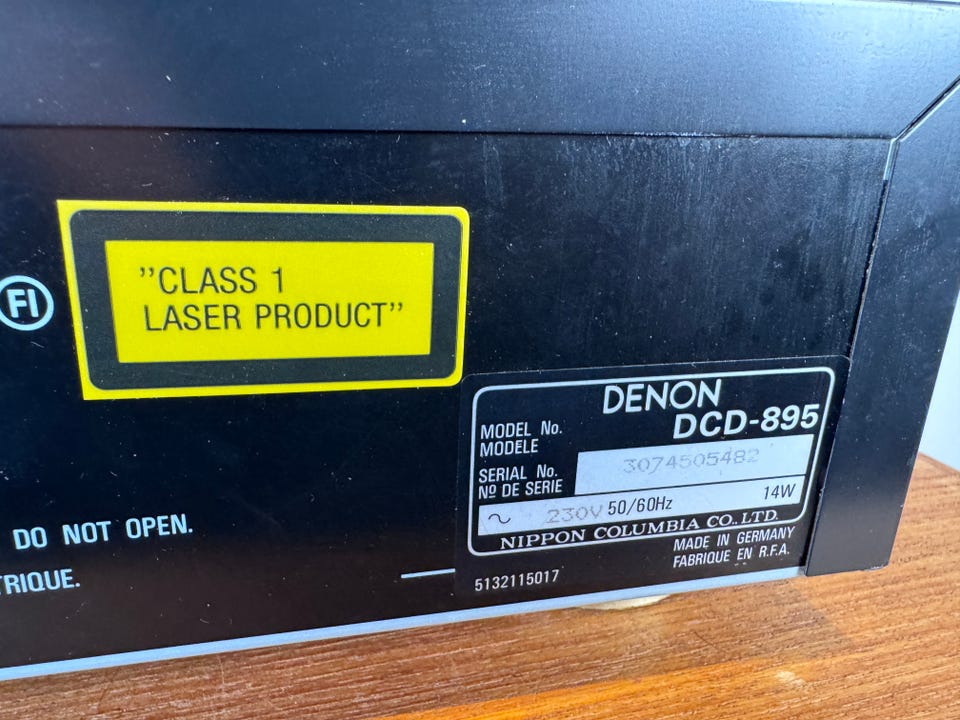 FI
"CLASS 1
LASER PRODUCT"
DO NOT OPEN.
TRIQUE.
DENON
MODEL No. DCD-895
MODELE
SERIAL No. 3074505482
Nº DE SERIE
~ 230V 50/60Hz 14W
NIPPON COLUMBIA CO.,LTD.
MADE IN GERMANY
FABRIQUE EN R.F.A.
5132115017